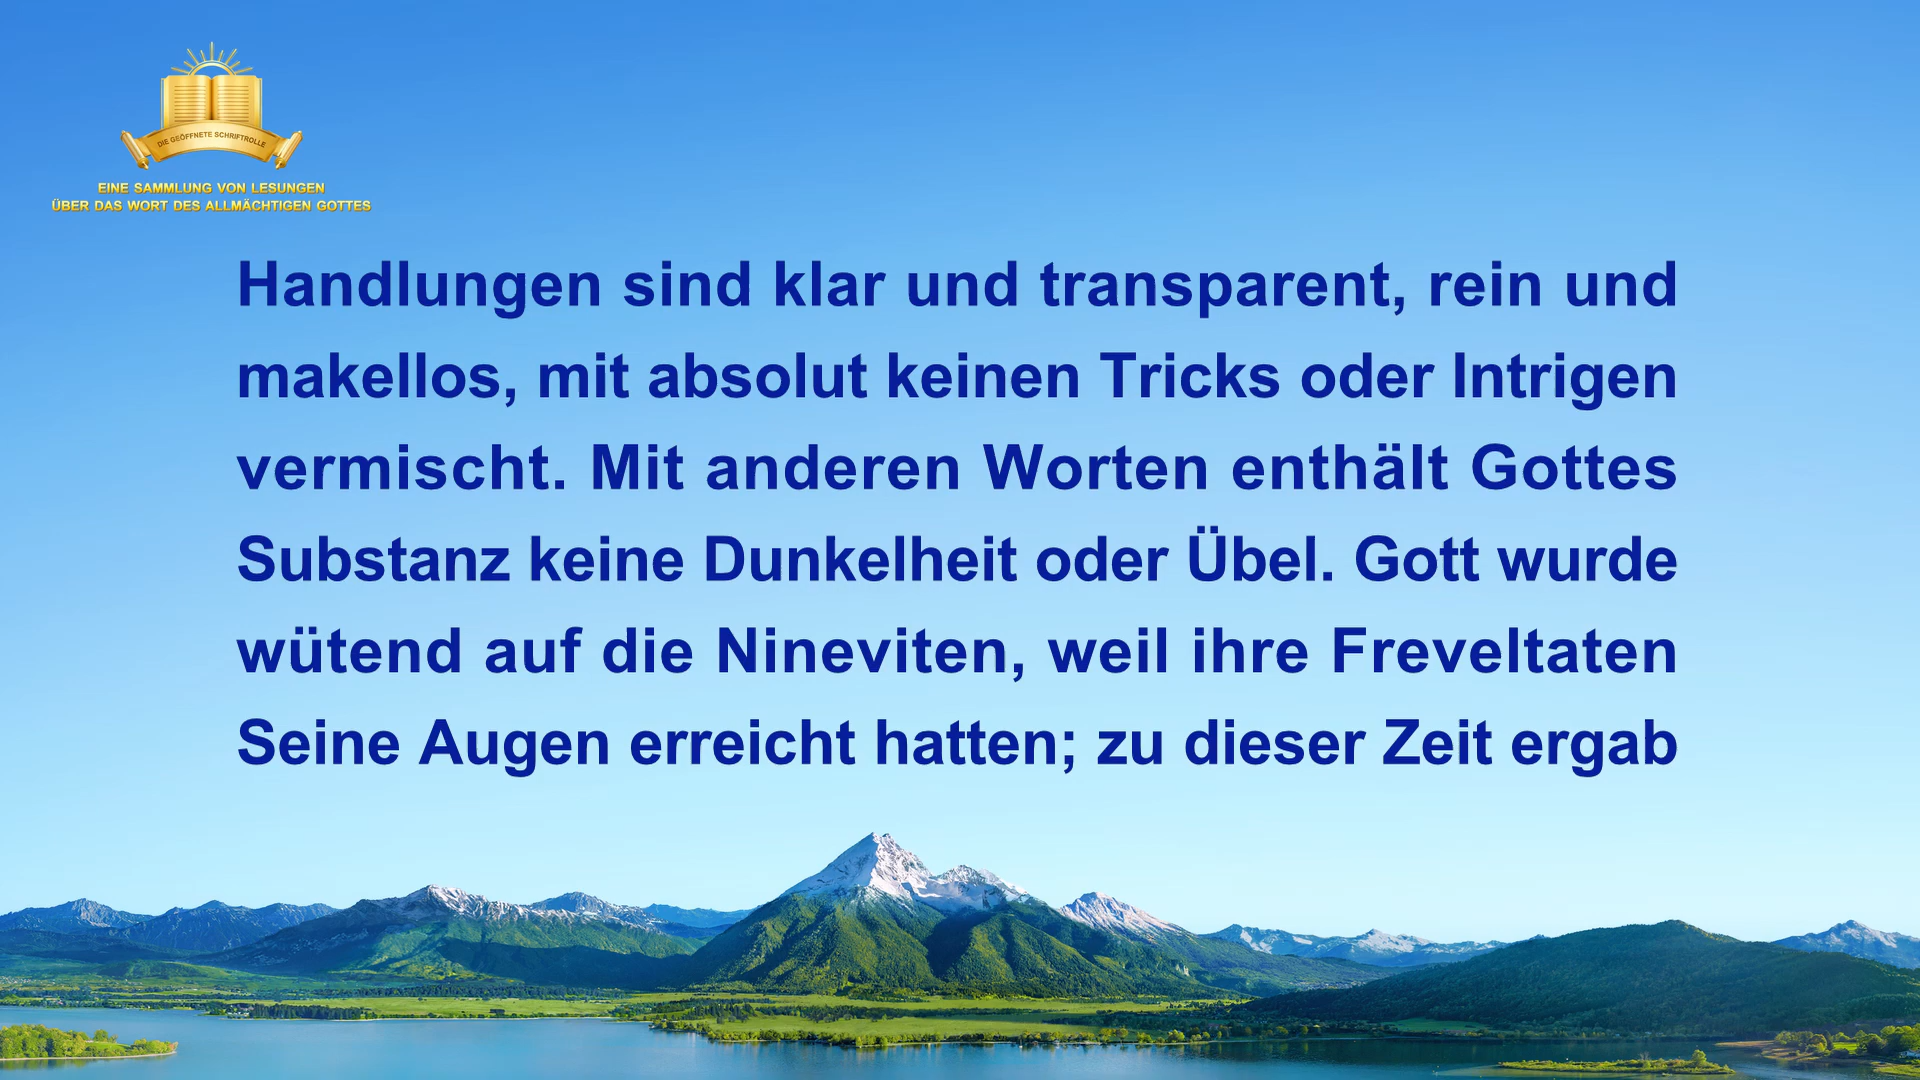 DIE GEÖFFNETE SCHRIFTROLLE
EINE SAMMLUNG VON LESUNGEN
ÜBER DAS WORT DES ALLMÄCHTIGEN GOTTES
Handlungen sind klar und transparent, rein und
makellos, mit absolut keinen Tricks oder Intrigen
vermischt. Mit anderen Worten enthält Gottes
Substanz keine Dunkelheit oder Übel. Gott wurde
wütend auf die Nineviten, weil ihre Freveltaten
Seine Augen erreicht hatten; zu dieser Zeit ergab